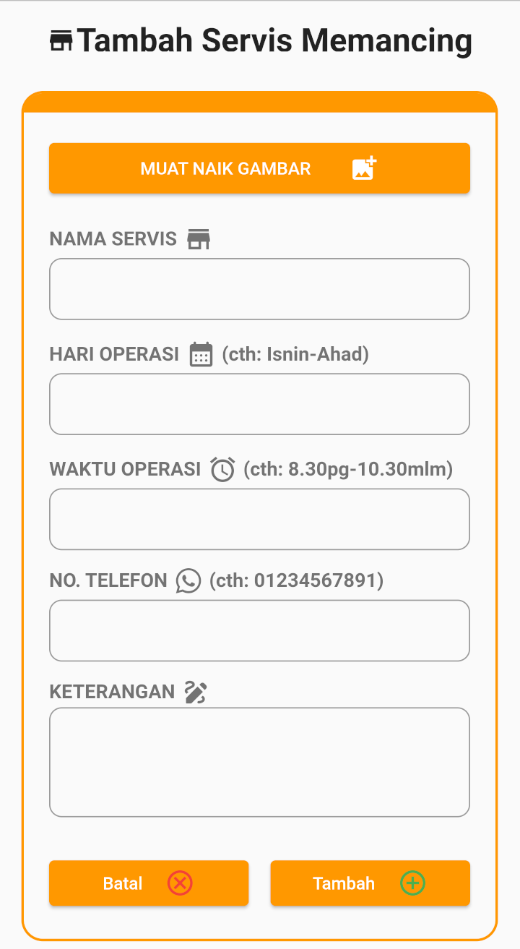 Tambah Servis Memancing
MUAT NAIK GAMBAR
NAMA SERVIS
HARI OPERASI (cth: Isnin-Ahad)
WAKTU OPERASI (cth: 8.30pg-10.30mlm)
NO. TELEFON (cth: 01234567891)
KETERANGAN
Batal Tambah